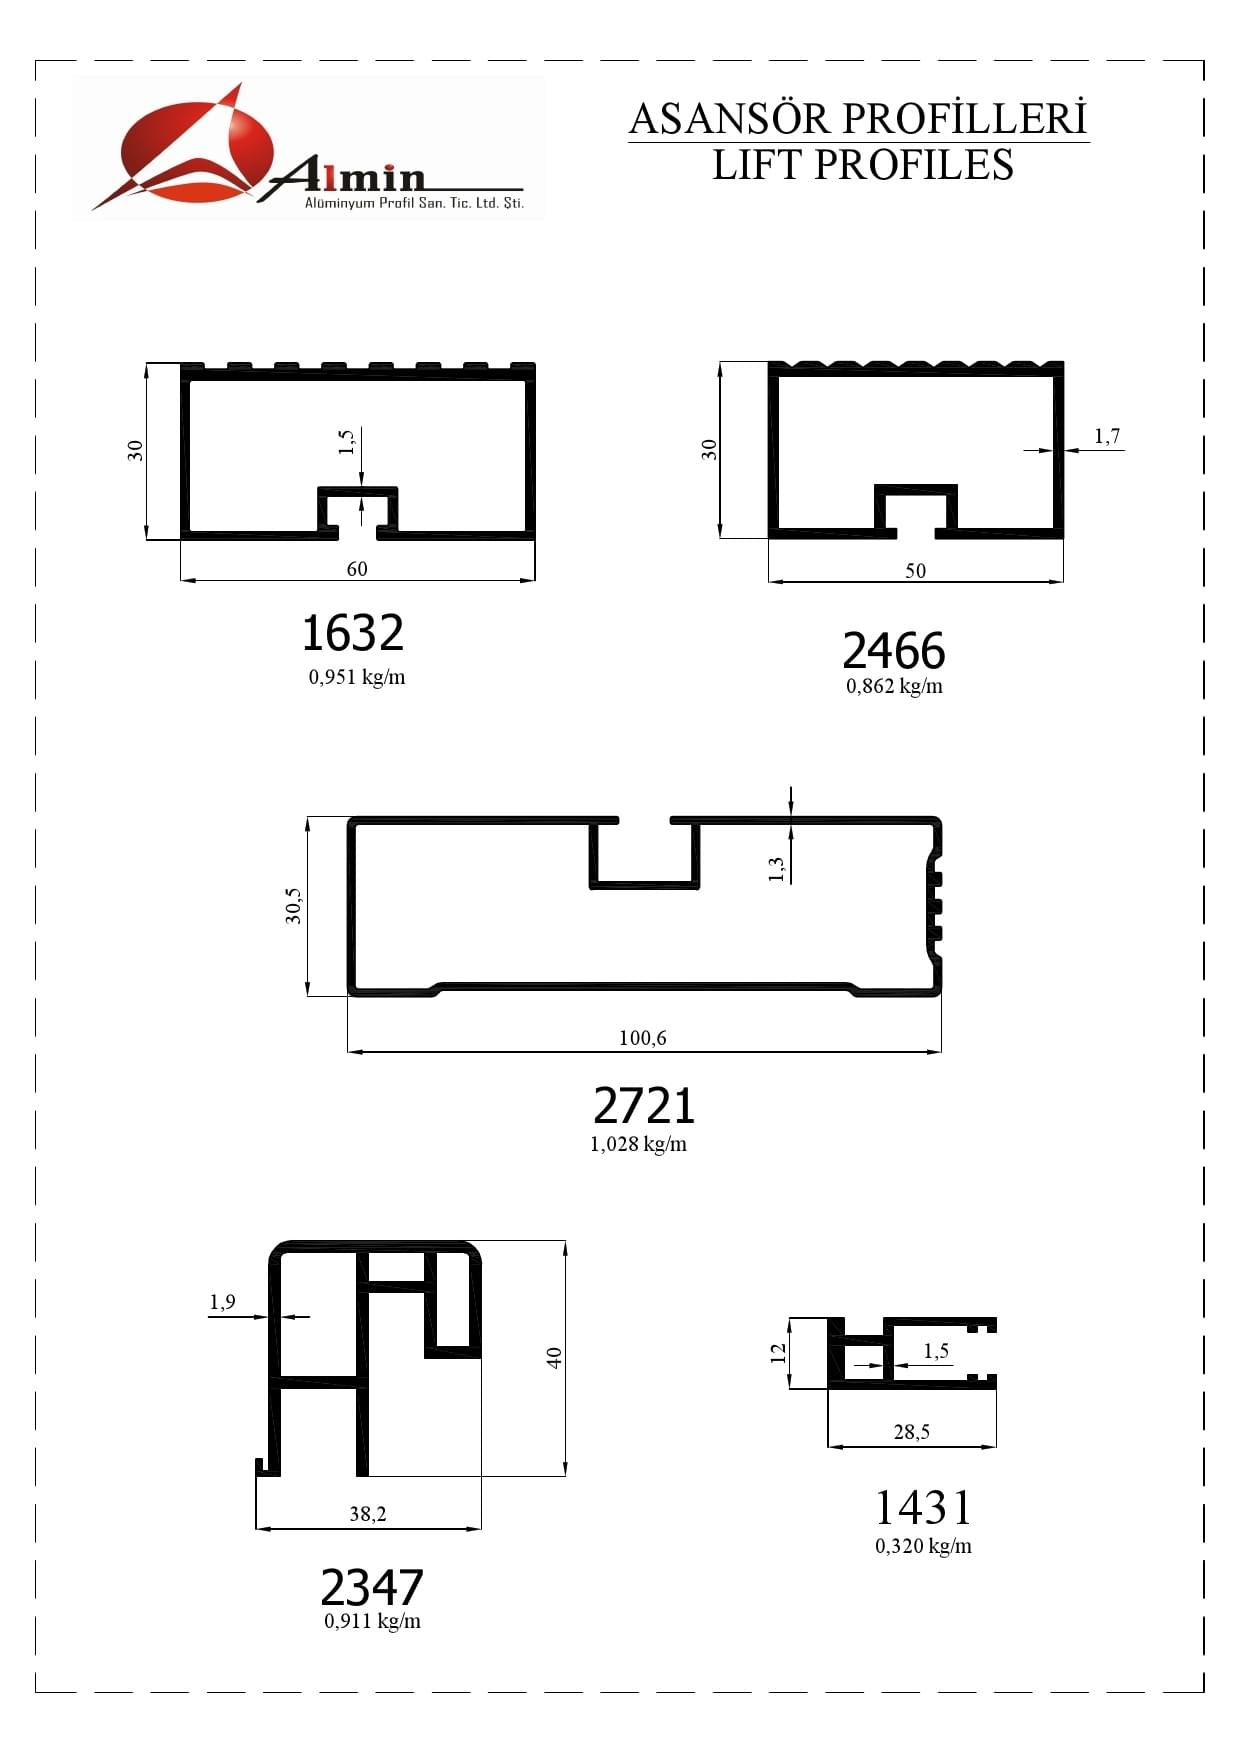 Almin
Alüminyum Profil San. Tic. Ltd. Şti.
ASANSÖR PROFİLLERİ
LIFT PROFILES
30
1,5
60
1632
0,951 kg/m
30
1,7
50
2466
0,862 kg/m
30,5
1,3
100,6
2721
1,028 kg/m
1,9
40
38,2
2347
0,911 kg/m
12
1,5
28,5
1431
0,320 kg/m